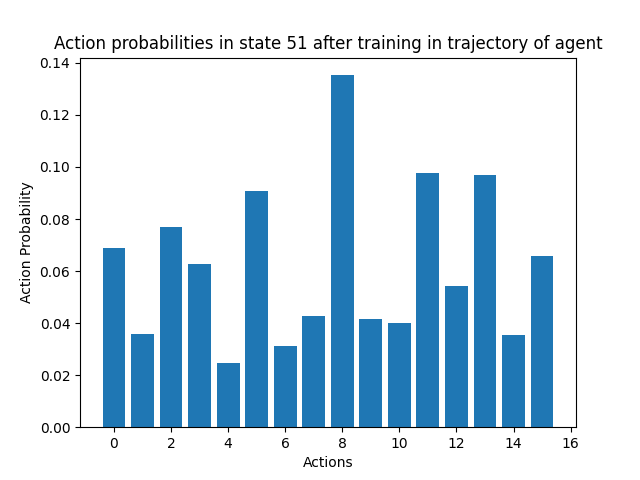 Action probabilities in state 51 after training in trajectory of agent
0.14
0.12
0.10
0.08
0.06
0.04
0.02
0.00
Action Probability
0 2 4 6 8 10 12 14 16
Actions